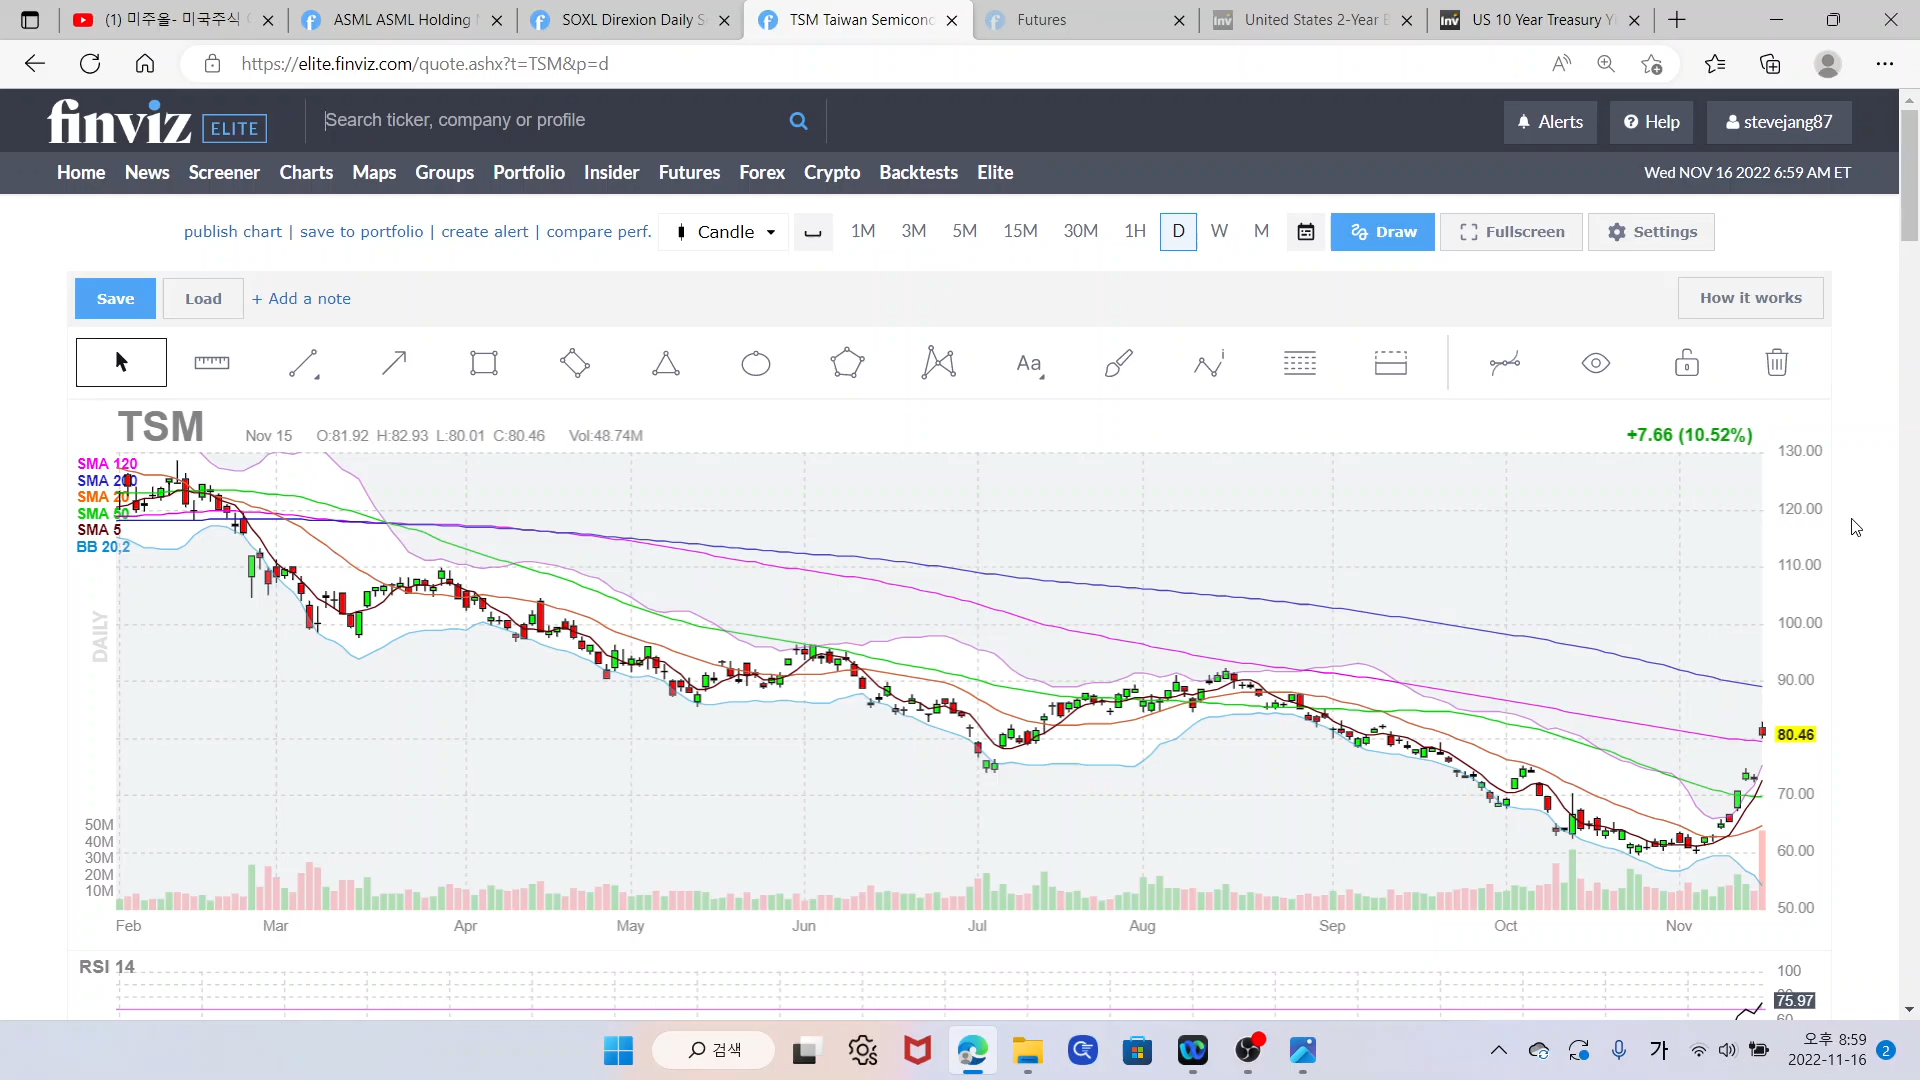 (1) 미주올- 미국주식
ASML ASML Holding
SOXL Direxion Daily S
TSM Taiwan Semicond
Futures
United States 2-Year B
US 10 Year Treasury Yi
https://elite.finviz.com/quote.ashx?t=TSM&p=d
finviz ELITE
Search ticker, company or profile
Alerts
Help
stevejang87
Home News Screener Charts Maps Groups Portfolio Insider Futures Forex Crypto Backtests Elite
Wed NOV 16 2022 6:59 AM ET
publish chart | save to portfolio | create alert | compare perf.
Candle
1M 3M 5M 15M 30M 1H D W M
Draw
Fullscreen
Settings
Save
Load
+ Add a note
How it works
Aa
TSM
Nov 15 O:81.92 H:82.93 L:80.01 C:80.46 Vol:48.74M
+7.66 (10.52%)
SMA 120
SMA 200
SMA 20
SMA 50
SMA 5
BB 20,2
DAILY
130.00
120.00
110.00
100.00
90.00
80.46
70.00
60.00
50.00
50M
40M
30M
20M
10M
Feb Mar Apr May Jun Jul Aug Sep Oct Nov
RSI 14
100
75.97
60
검색
가
오후 8:59
2022-11-16
2